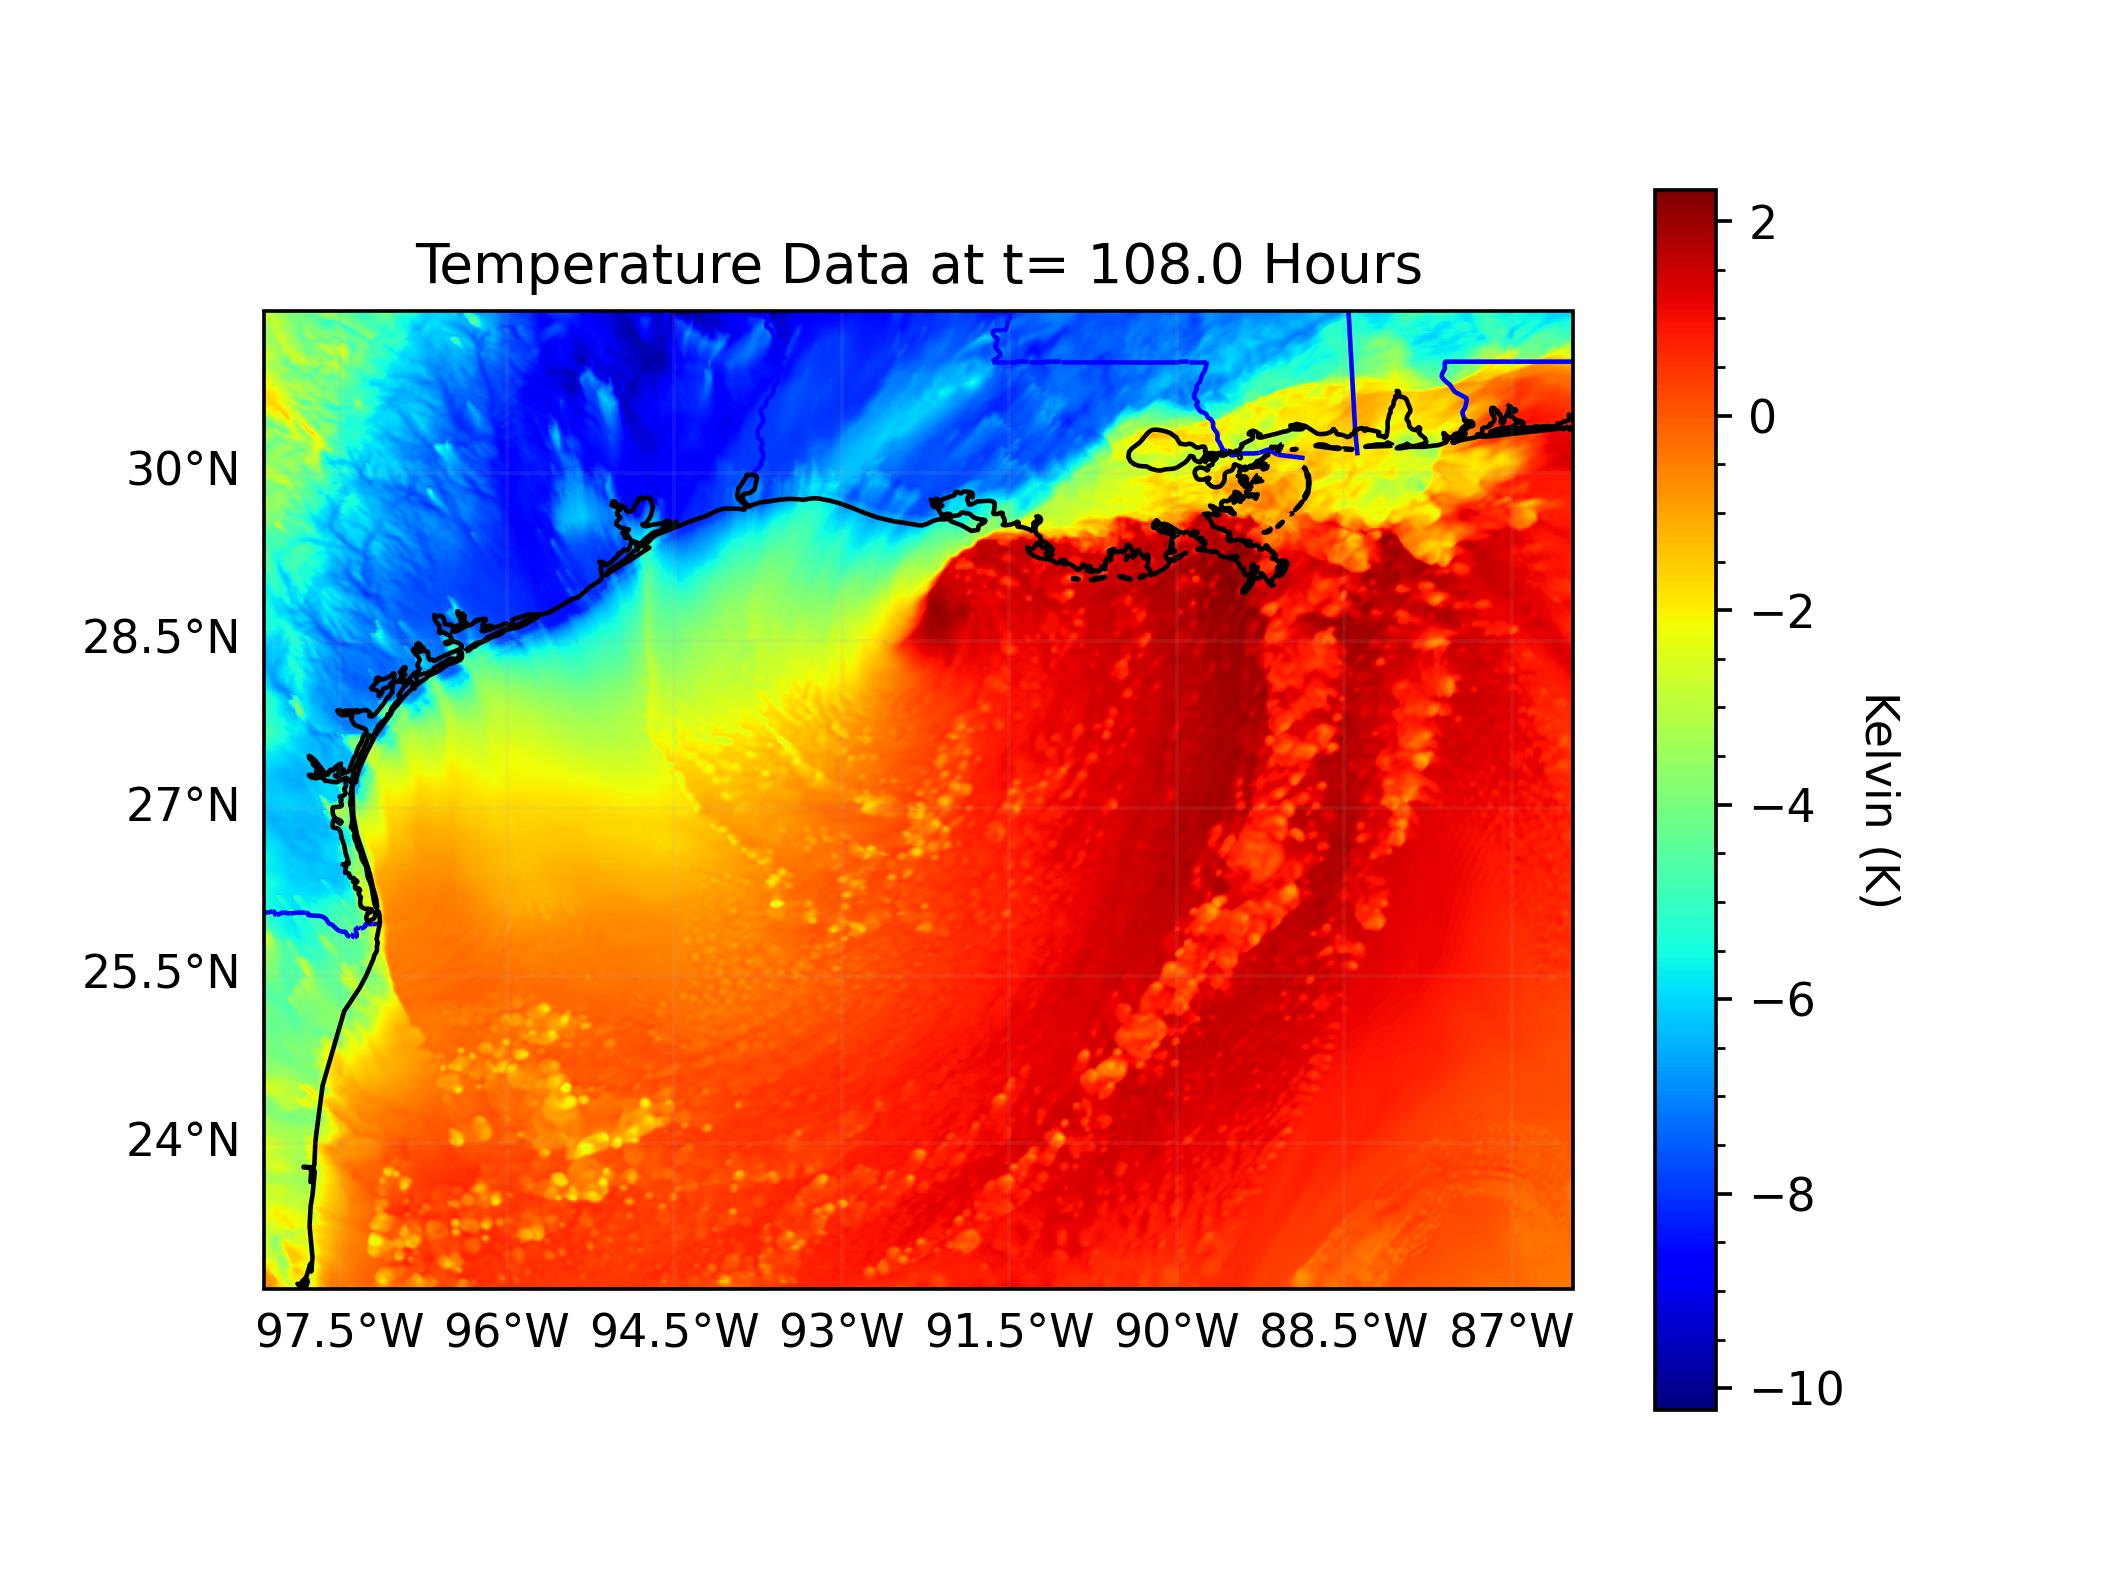 Temperature Data at t= 108.0 Hours
30°N
28.5°N
27°N
25.5°N
24°N
97.5°W 96°W 94.5°W 93°W 91.5°W 90°W 88.5°W 87°W
2
0
−2
−4
−6
−8
−10
Kelvin (K)